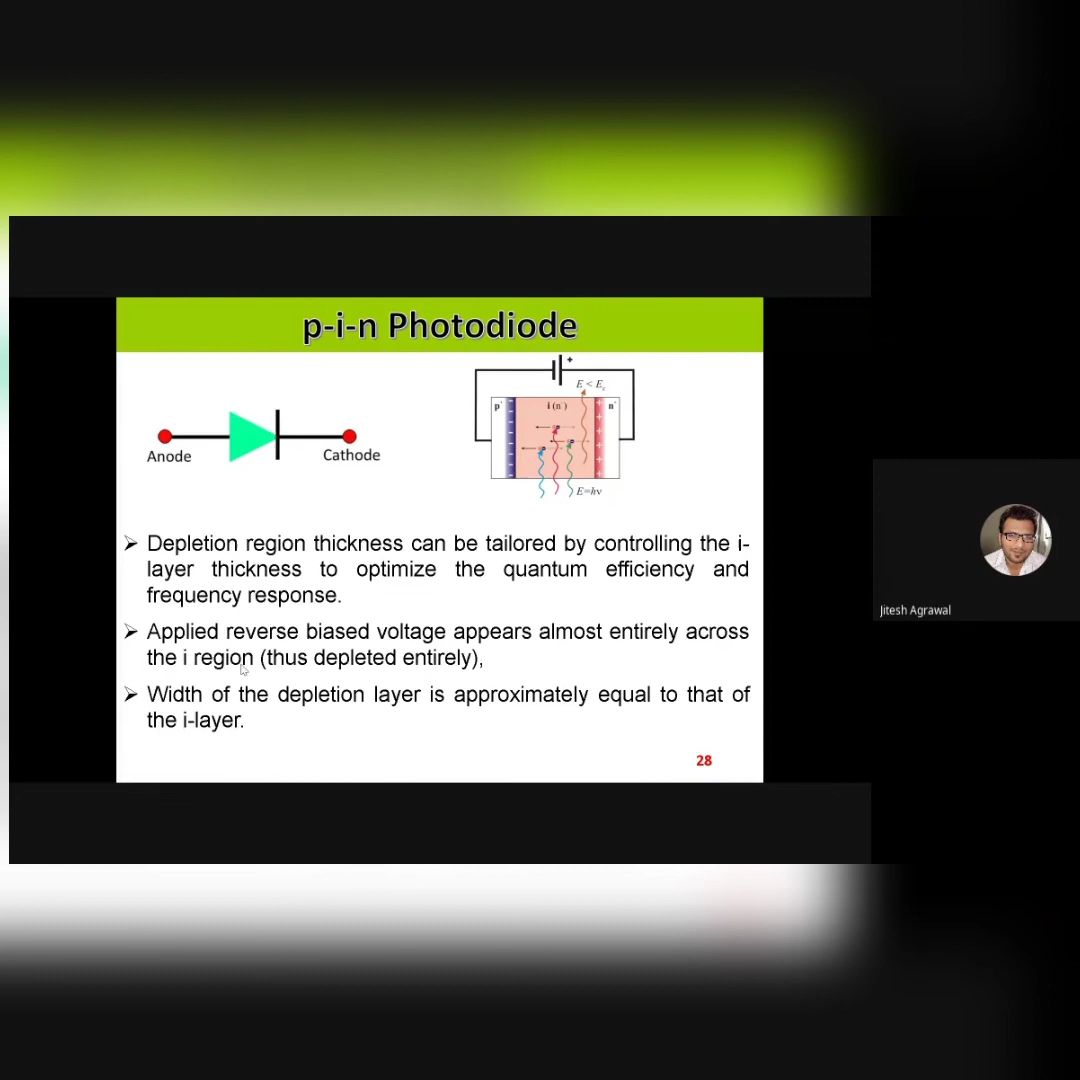 p-i-n Photodiode
+
E < Eg
p+
i (n-)
n+
Anode
Cathode
E=hν
➢ Depletion region thickness can be tailored by controlling the i-
layer thickness to optimize the quantum efficiency and
frequency response.
➢ Applied reverse biased voltage appears almost entirely across
the i region (thus depleted entirely),
➢ Width of the depletion layer is approximately equal to that of
the i-layer.
28
Jitesh Agrawal